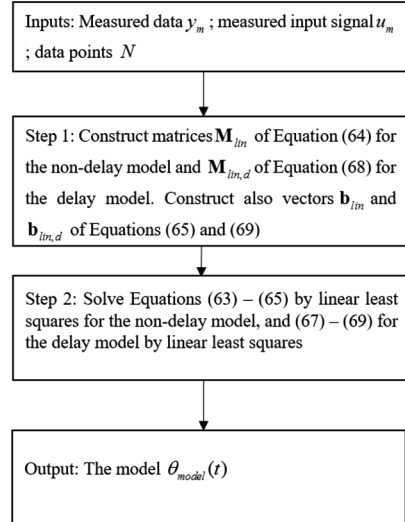 Inputs: Measured data yₘ ; measured input signal uₘ
; data points N
Step 1: Construct matrices M_lin of Equation (64) for
the non-delay model and M_lin,d of Equation (68) for
the delay model. Construct also vectors b_lin and
b_lin,d of Equations (65) and (69)
Step 2: Solve Equations (63) – (65) by linear least
squares for the non-delay model, and (67) – (69) for
the delay model by linear least squares
Output: The model θ_model(t)